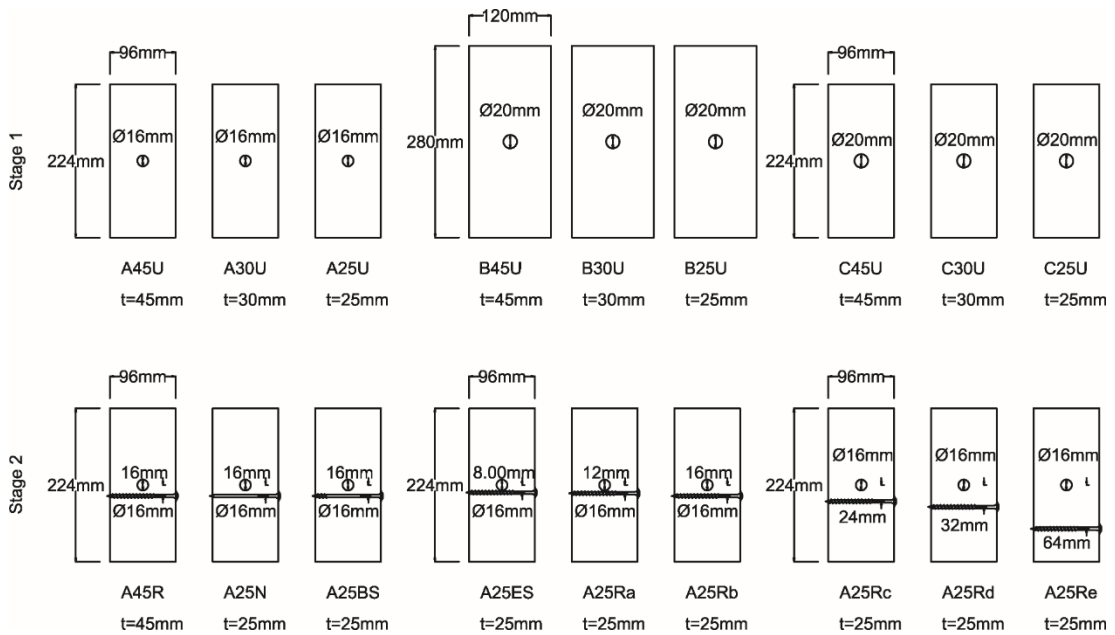 Stage 1
120mm
96mm
96mm
Ø16mm
Ø16mm
Ø16mm
Ø20mm
Ø20mm
Ø20mm
Ø20mm
Ø20mm
Ø20mm
224mm
280mm
224mm
A45U
A30U
A25U
B45U
B30U
B25U
C45U
C30U
C25U
t=45mm
t=30mm
t=25mm
t=45mm
t=30mm
t=25mm
t=45mm
t=30mm
t=25mm
Stage 2
96mm
96mm
96mm
16mm
16mm
16mm
8.00mm
12mm
16mm
Ø16mm
Ø16mm
Ø16mm
224mm
224mm
224mm
Ø16mm
Ø16mm
Ø16mm
Ø16mm
Ø16mm
Ø16mm
24mm
32mm
64mm
A45R
A25N
A25BS
A25ES
A25Ra
A25Rb
A25Rc
A25Rd
A25Re
t=45mm
t=25mm
t=25mm
t=25mm
t=25mm
t=25mm
t=25mm
t=25mm
t=25mm